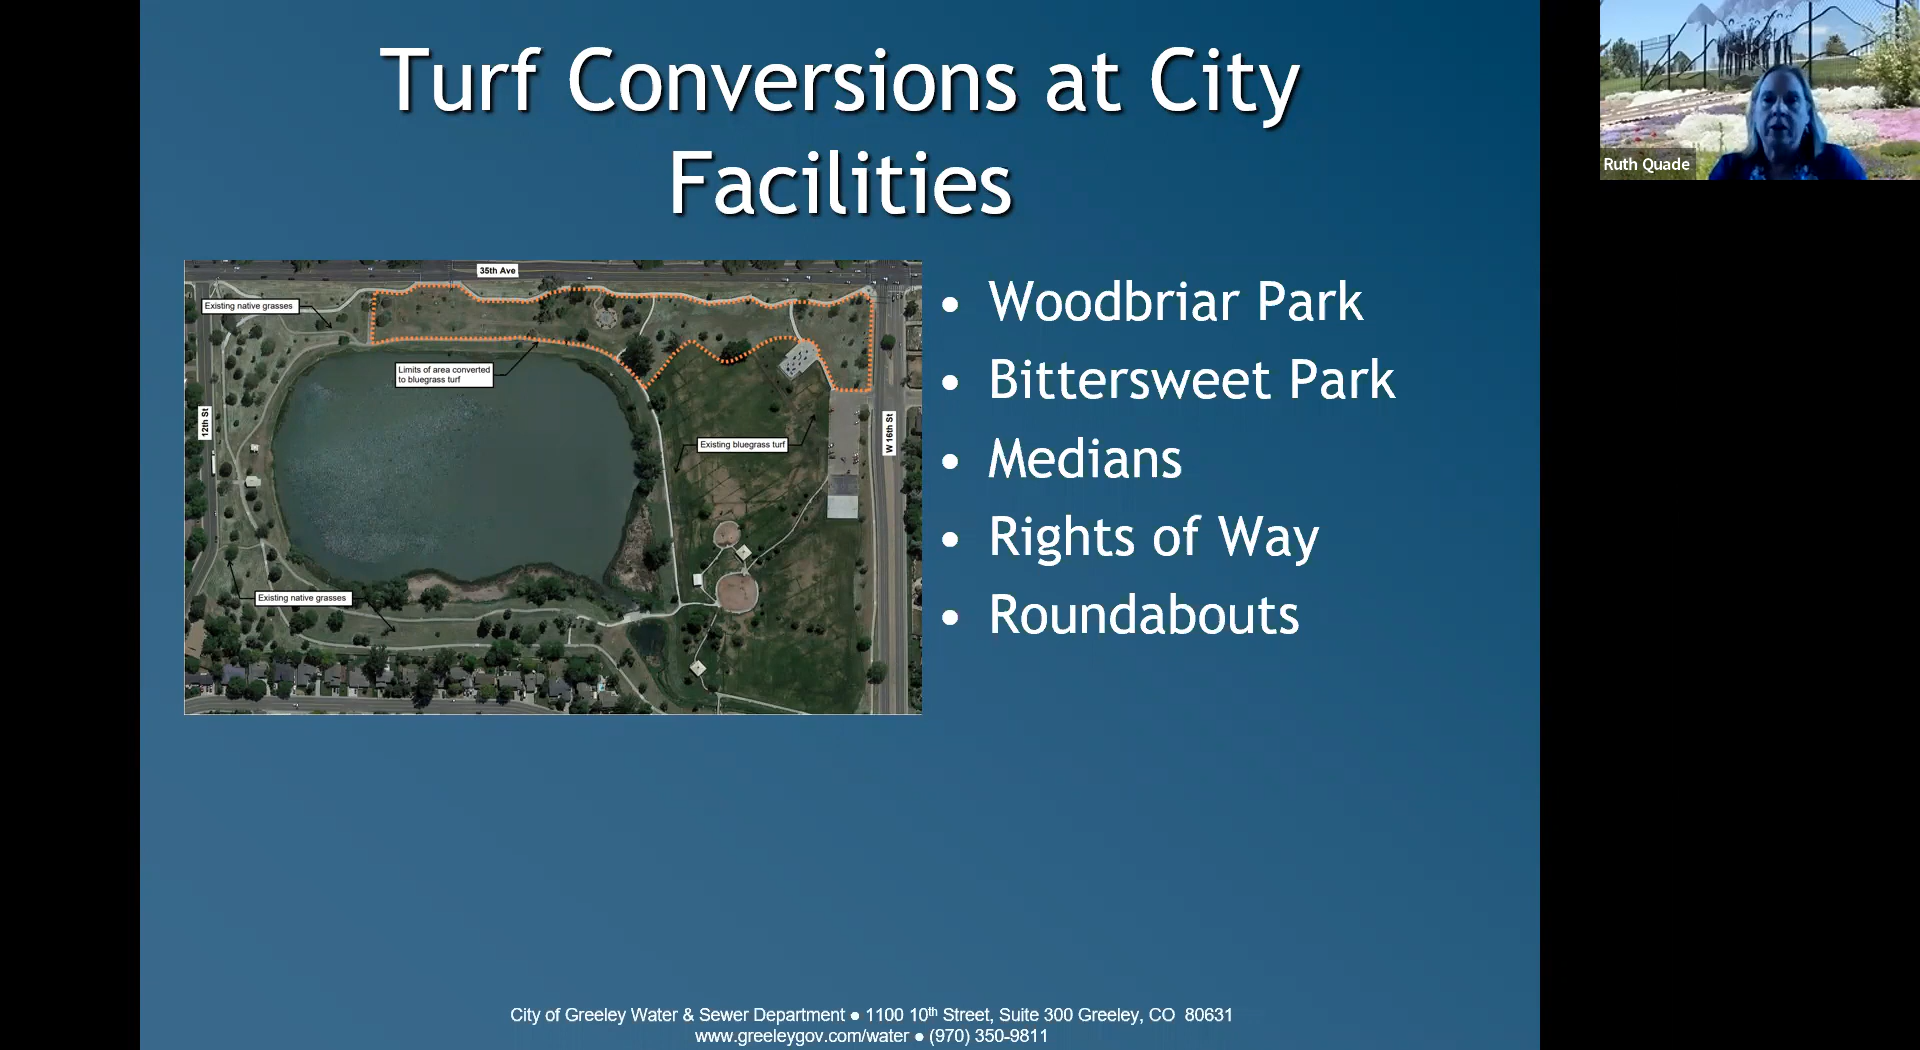 Turf Conversions at City
Facilities
Ruth Quade
35th Ave
Existing native grasses
Limits of area converted
to bluegrass turf
12th St
Existing bluegrass turf
W 16th St
Existing native grasses
• Woodbriar Park
• Bittersweet Park
• Medians
• Rights of Way
• Roundabouts
City of Greeley Water & Sewer Department ● 1100 10th Street, Suite 300 Greeley, CO 80631
www.greeleygov.com/water ● (970) 350-9811